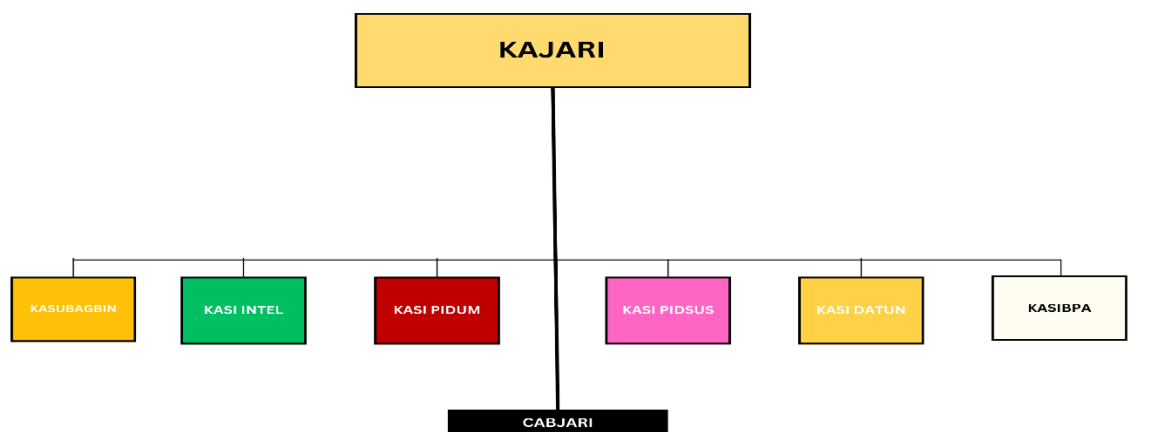 KAJARI
KASUBAGBIN
KASI INTEL
KASI PIDUM
KASI PIDSUS
KASI DATUN
KASIBPA
CABJARI